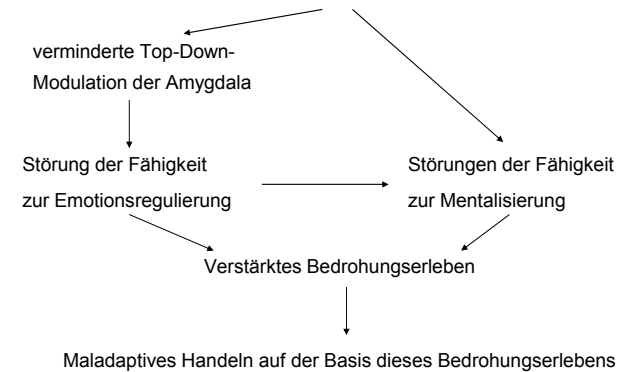 verminderte Top-Down-
Modulation der Amygdala
Störung der Fähigkeit
zur Emotionsregulierung
Störungen der Fähigkeit
zur Mentalisierung
Verstärktes Bedrohungserleben
Maladaptives Handeln auf der Basis dieses Bedrohungserlebens